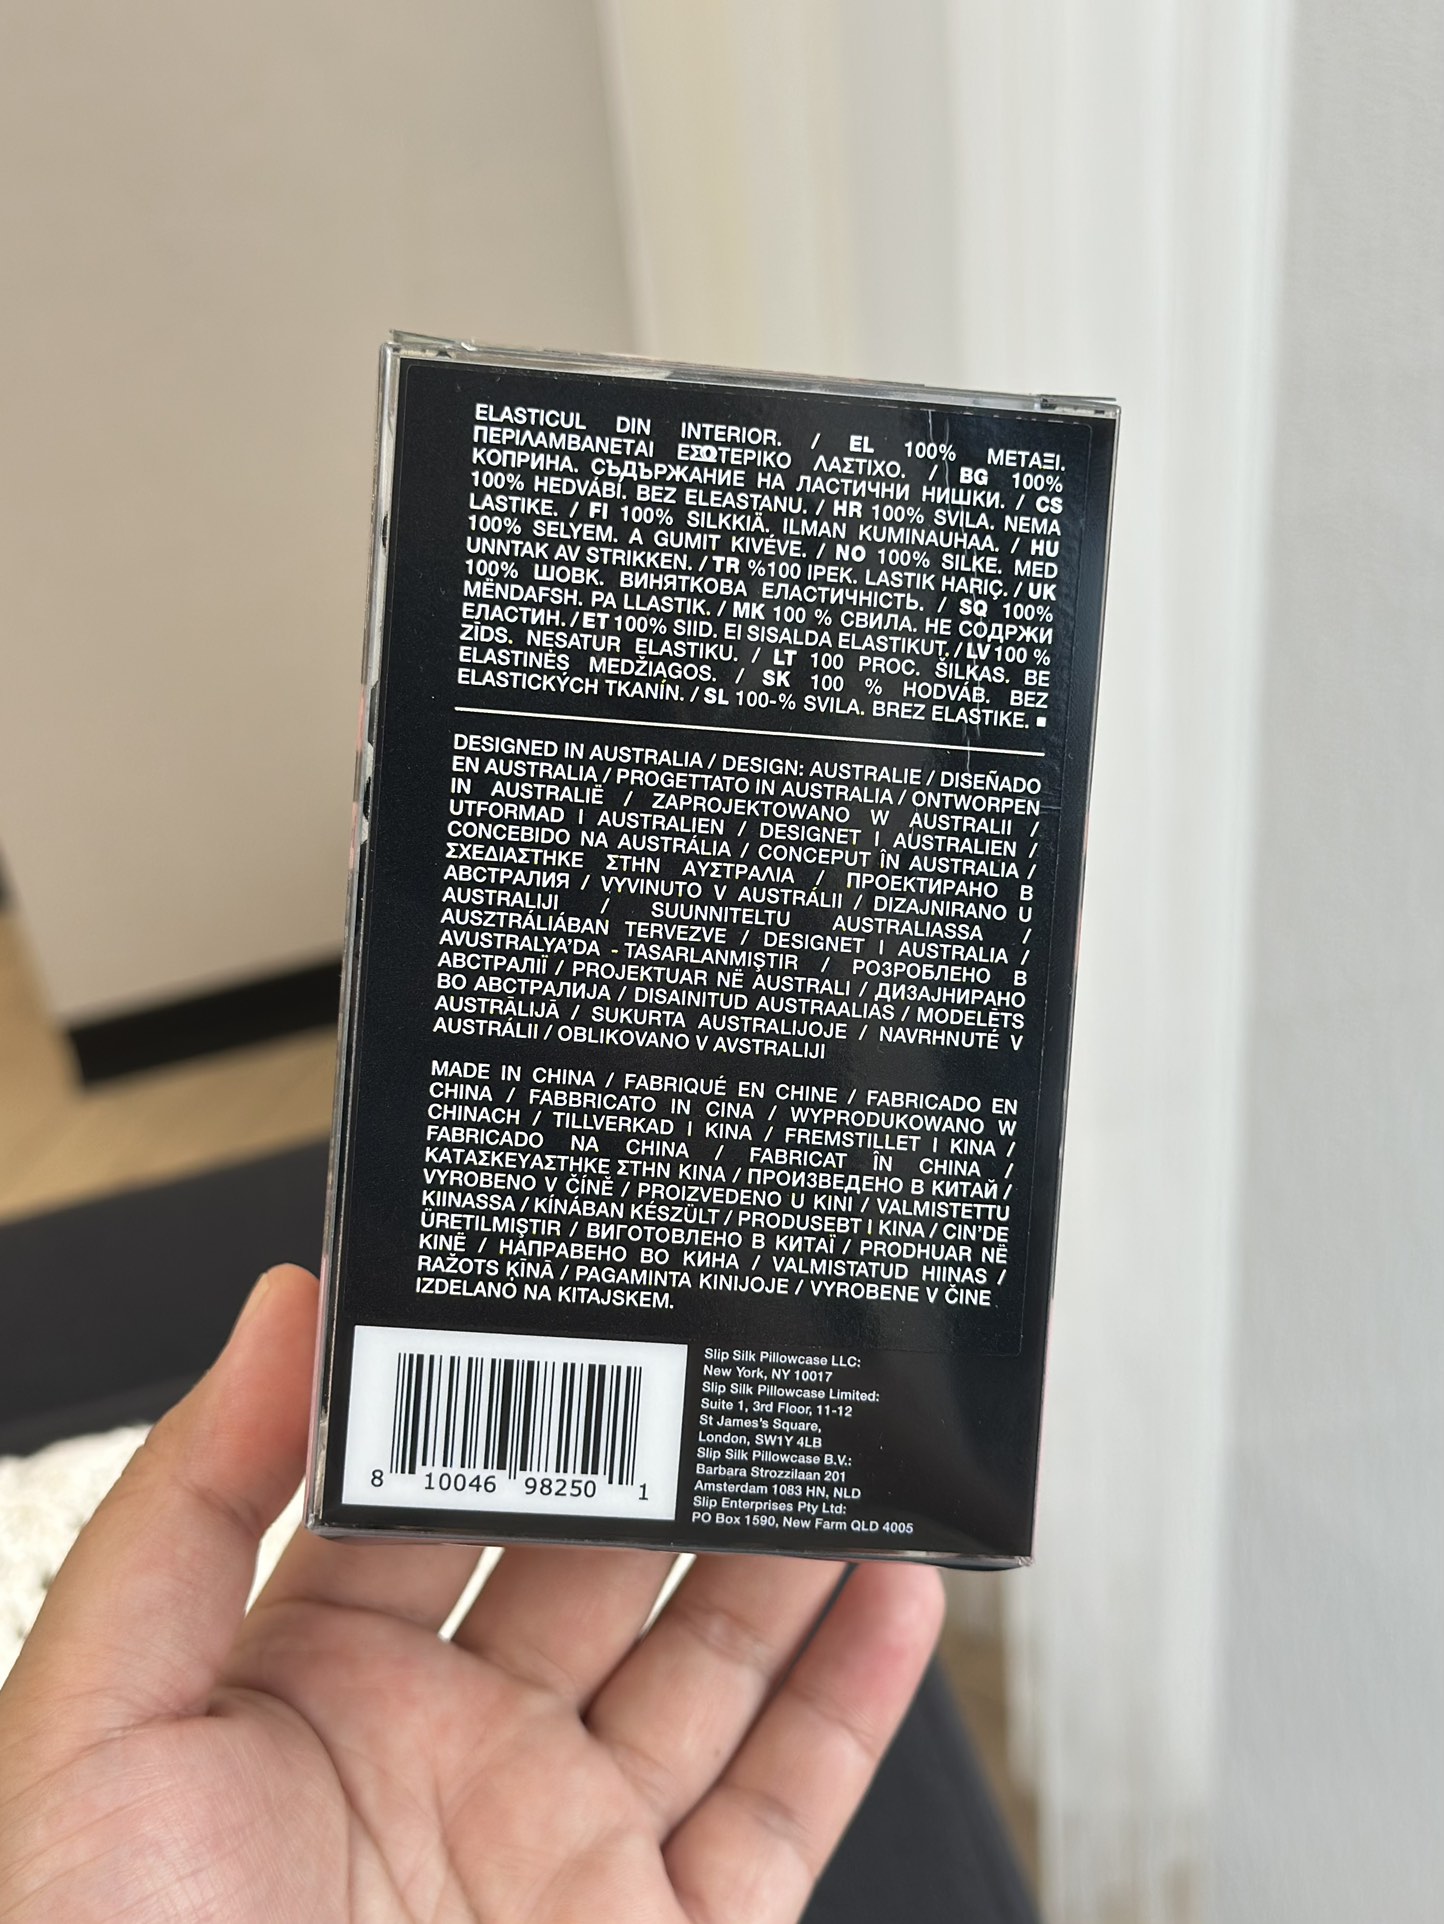 ELASTICUL DIN INTERIOR. / EL 100% ΜΕΤΑΞΙ.
ΠΕΡΙΛΑΜΒΑΝΕΤΑΙ ΕΣΩΤΕΡΙΚΟ ΛΑΣΤΙΧΟ. / BG 100%
КОПРИНА. СЪДЪРЖАНИЕ НА ЛАСТИЧНИ НИШКИ. / CS
100% HEDVÁBÍ. BEZ ELEASTANU. / HR 100% SVILA. NEMA
LASTIKE. / FI 100% SILKKIÄ. ILMAN KUMINAUHAA. / HU
100% SELYEM. A GUMIT KIVÉVE. / NO 100% SILKE. MED
UNNTAK AV STRIKKEN. / TR %100 IPEK. LASTIK HARIÇ. / UK
100% ШОВК. ВИНЯТКОВА ЕЛАСТИЧНІСТЬ. / SQ 100%
MËNDAFSH. PA LLASTIK. / MK 100 % СВИЛА. НЕ СОДРЖИ
ЕЛАСТИН. / ET 100% SIID. EI SISALDA ELASTIKUT. / LV 100 %
ZĪDS. NESATUR ELASTIKU. / LT 100 PROC. ŠILKAS. BE
ELASTINĖS MEDŽIAGOS. / SK 100 % HODVÁB. BEZ
ELASTICKÝCH TKANÍN. / SL 100-% SVILA. BREZ ELASTIKE. ▪
DESIGNED IN AUSTRALIA / DESIGN: AUSTRALIE / DISEÑADO
EN AUSTRALIA / PROGETTATO IN AUSTRALIA / ONTWORPEN
IN AUSTRALIË / ZAPROJEKTOWANO W AUSTRALII /
UTFORMAD I AUSTRALIEN / DESIGNET I AUSTRALIEN /
CONCEBIDO NA AUSTRÁLIA / CONCEPUT ÎN AUSTRALIA /
ΣΧΕΔΙΑΣΤΗΚΕ ΣΤΗΝ ΑΥΣΤΡΑΛΙΑ / ПРОЕКТИРАНО В
АВСТРАЛИЯ / VYVINUTO V AUSTRÁLII / DIZAJNIRANO U
AUSTRALIJI / SUUNNITELTU AUSTRALIASSA /
AUSZTRÁLIÁBAN TERVEZVE / DESIGNET I AUSTRALIA /
AVUSTRALYA'DA - TASARLANMIŞTIR / РОЗРОБЛЕНО В
АВСТРАЛІЇ / PROJEKTUAR NË AUSTRALI / ДИЗАЈНИРАНО
ВО АВСТРАЛИЈА / DISAINITUD AUSTRAALIAS / MODELĒTS
AUSTRĀLIJĀ / SUKURTA AUSTRALIJOJE / NAVRHNUTÉ V
AUSTRÁLII / OBLIKOVANO V AVSTRALIJI
MADE IN CHINA / FABRIQUÉ EN CHINE / FABRICADO EN
CHINA / FABBRICATO IN CINA / WYPRODUKOWANO W
CHINACH / TILLVERKAD I KINA / FREMSTILLET I KINA /
FABRICADO NA CHINA / FABRICAT ÎN CHINA /
ΚΑΤΑΣΚΕΥΑΣΤΗΚΕ ΣΤΗΝ ΚΙΝΑ / ПРОИЗВЕДЕНО В КИТАЙ /
VYROBENO V ČÍNĚ / PROIZVEDENO U KINI / VALMISTETTU
KIINASSA / KÍNÁBAN KÉSZÜLT / PRODUSEBT I KINA / CIN'DE
ÜRETILMIŞTIR / ВИГОТОВЛЕНО В КИТАЇ / PRODHUAR NË
KINË / НАПРАВЕНО ВО КИНА / VALMISTATUD HIINAS /
RAŽOTS ĶĪNĀ / PAGAMINTA KINIJOJE / VYROBENE V ČINE
IZDELANO NA KITAJSKEM.
8 10046 98250 1
Slip Silk Pillowcase LLC:
New York, NY 10017
Slip Silk Pillowcase Limited:
Suite 1, 3rd Floor, 11-12
St James's Square,
London, SW1Y 4LB
Slip Silk Pillowcase B.V.:
Barbara Strozzilaan 201
Amsterdam 1083 HN, NLD
Slip Enterprises Pty Ltd:
PO Box 1590, New Farm QLD 4005